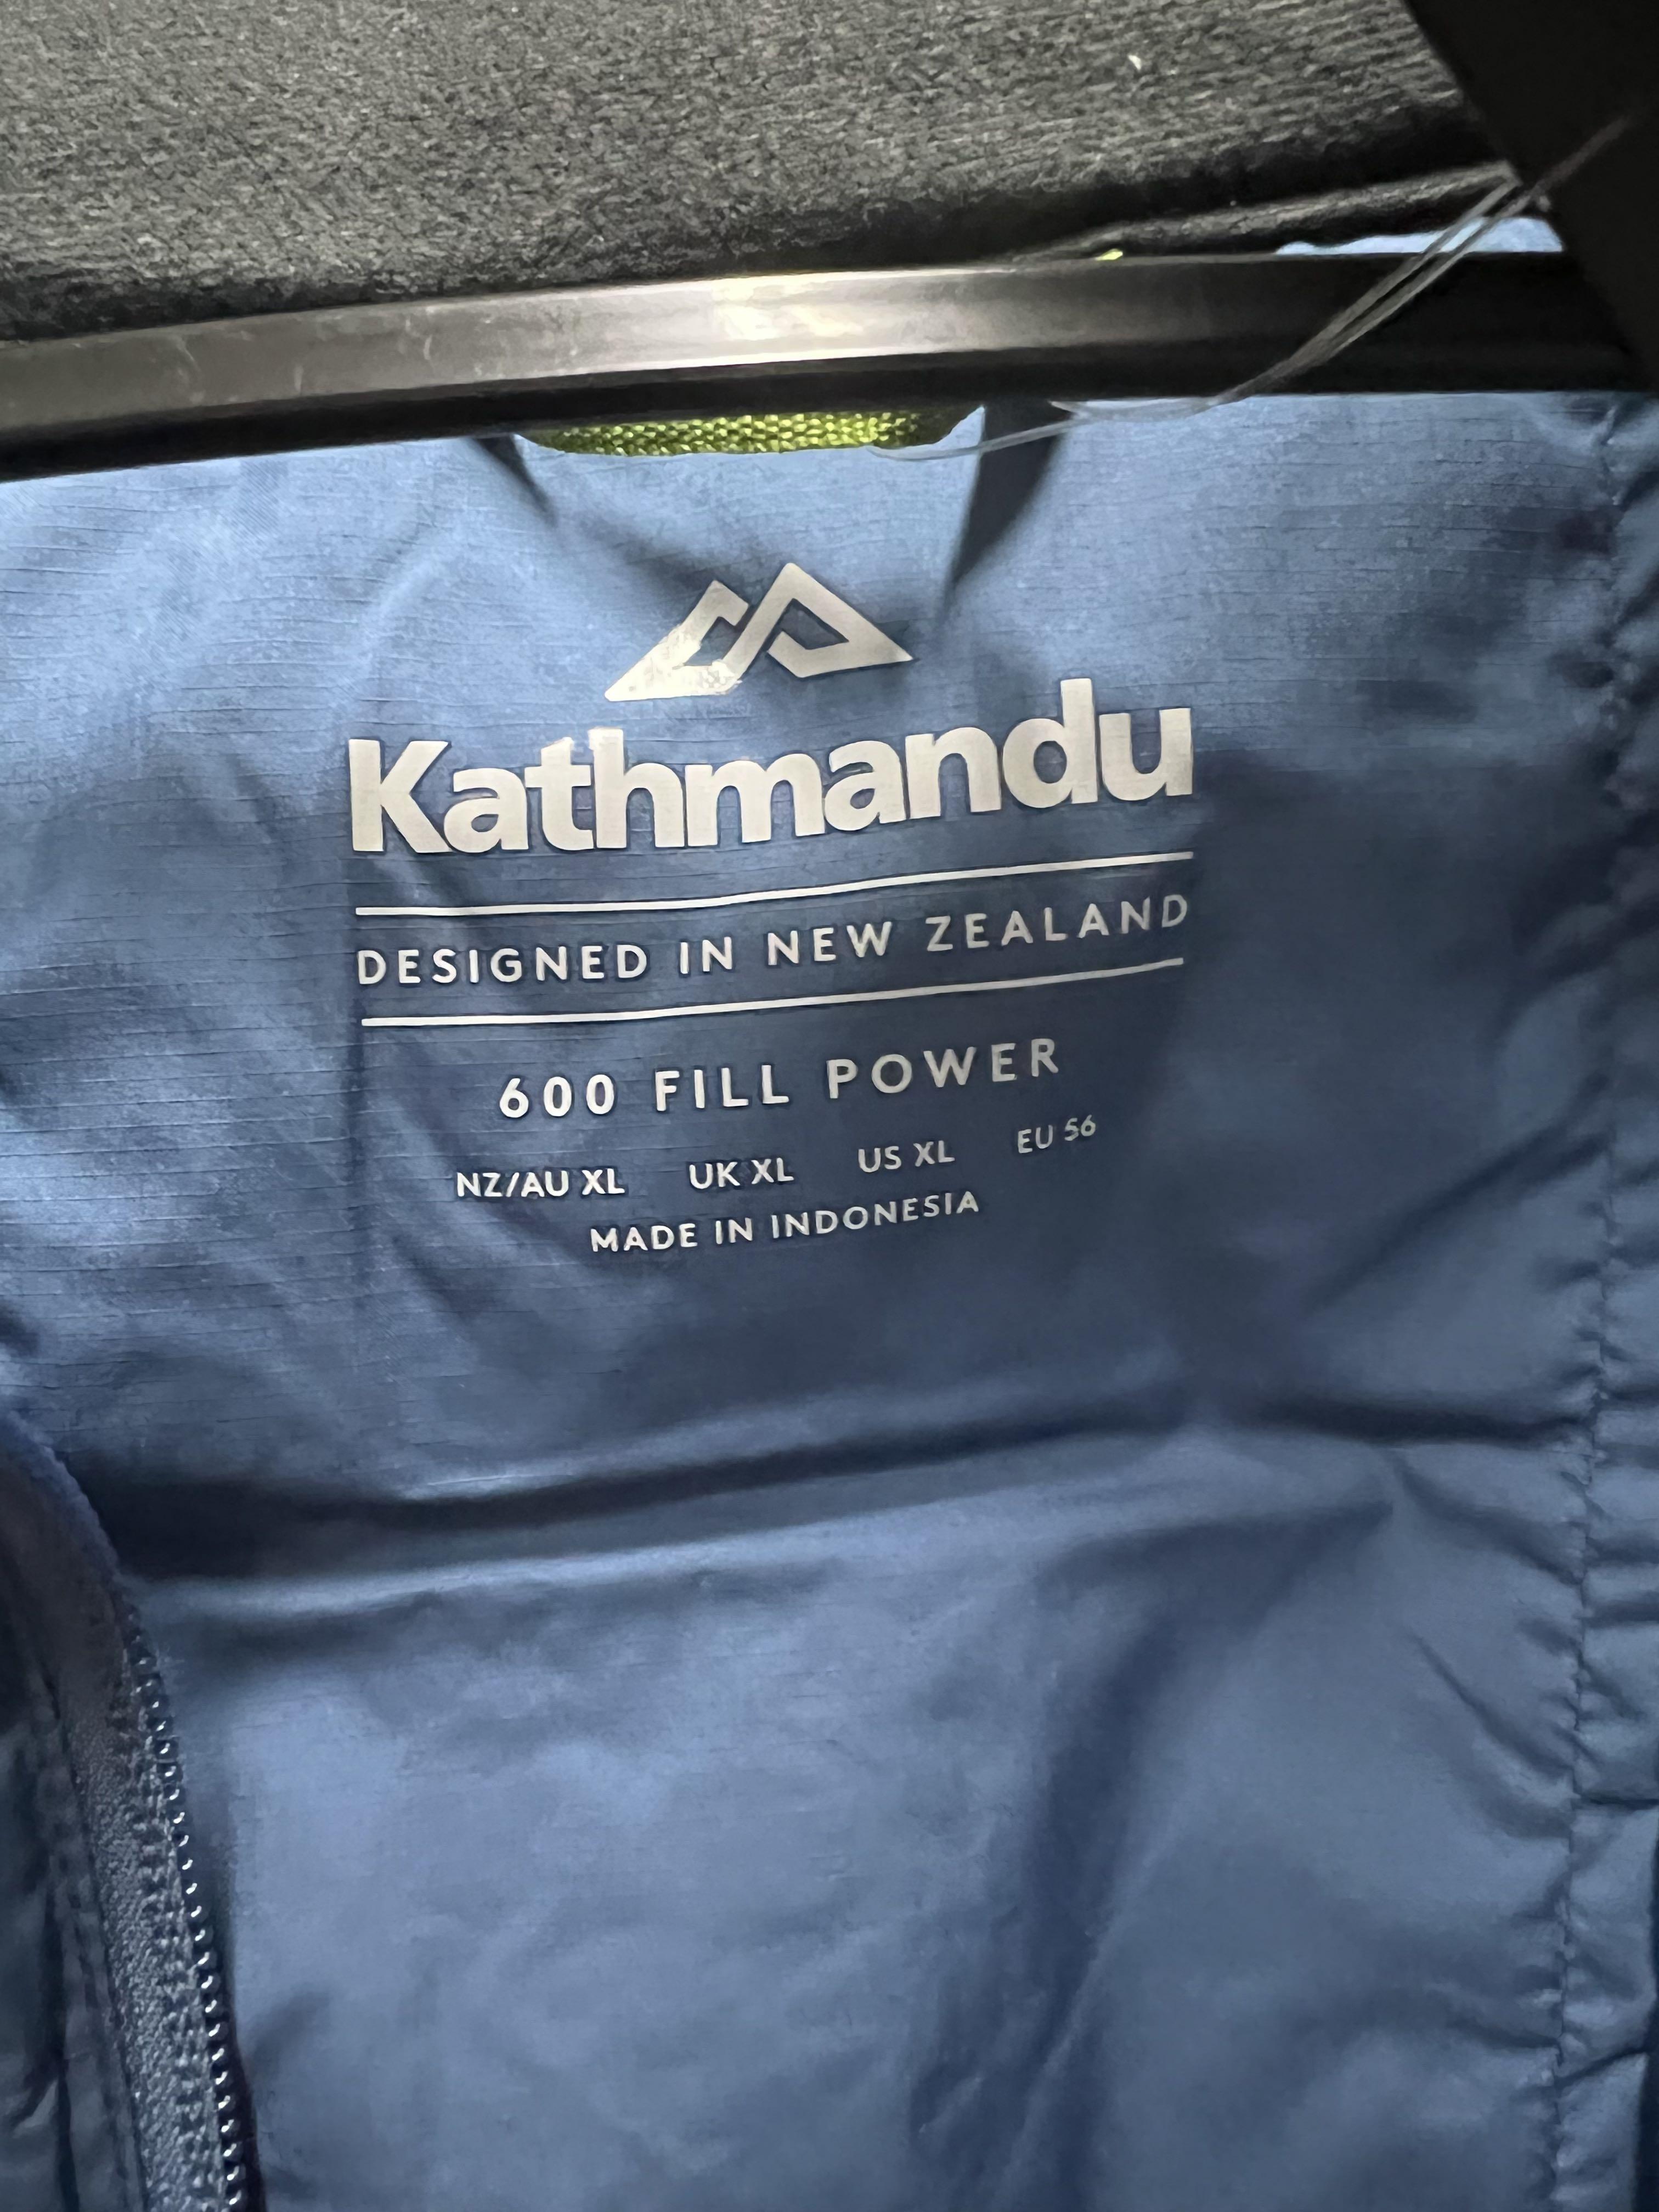 Kathmandu
DESIGNED IN NEW ZEALAND
600 FILL POWER
NZ/AU XL UK XL US XL EU 56
MADE IN INDONESIA